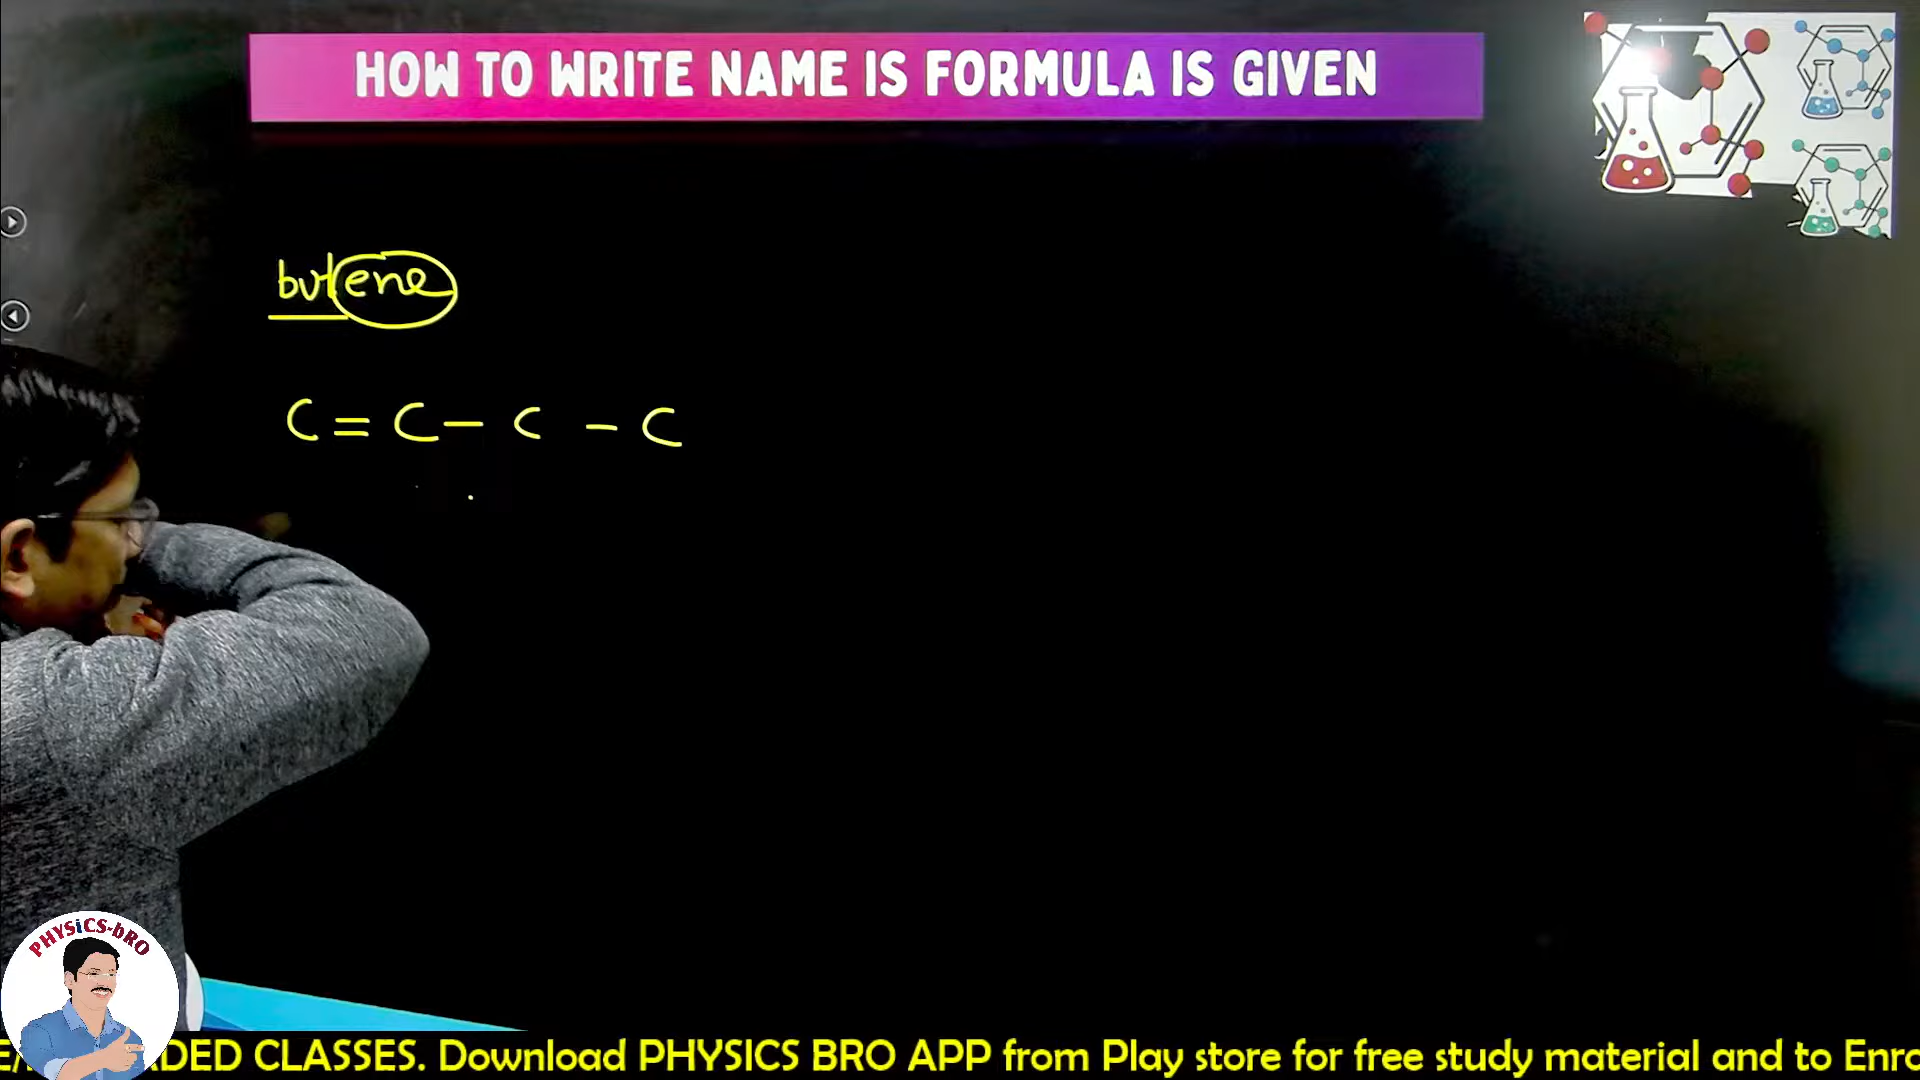 HOW TO WRITE NAME IS FORMULA IS GIVEN
butene
C = C - C - C
PHYSiCS-bRO
DED CLASSES. Download PHYSICS BRO APP from Play store for free study material and to Enro